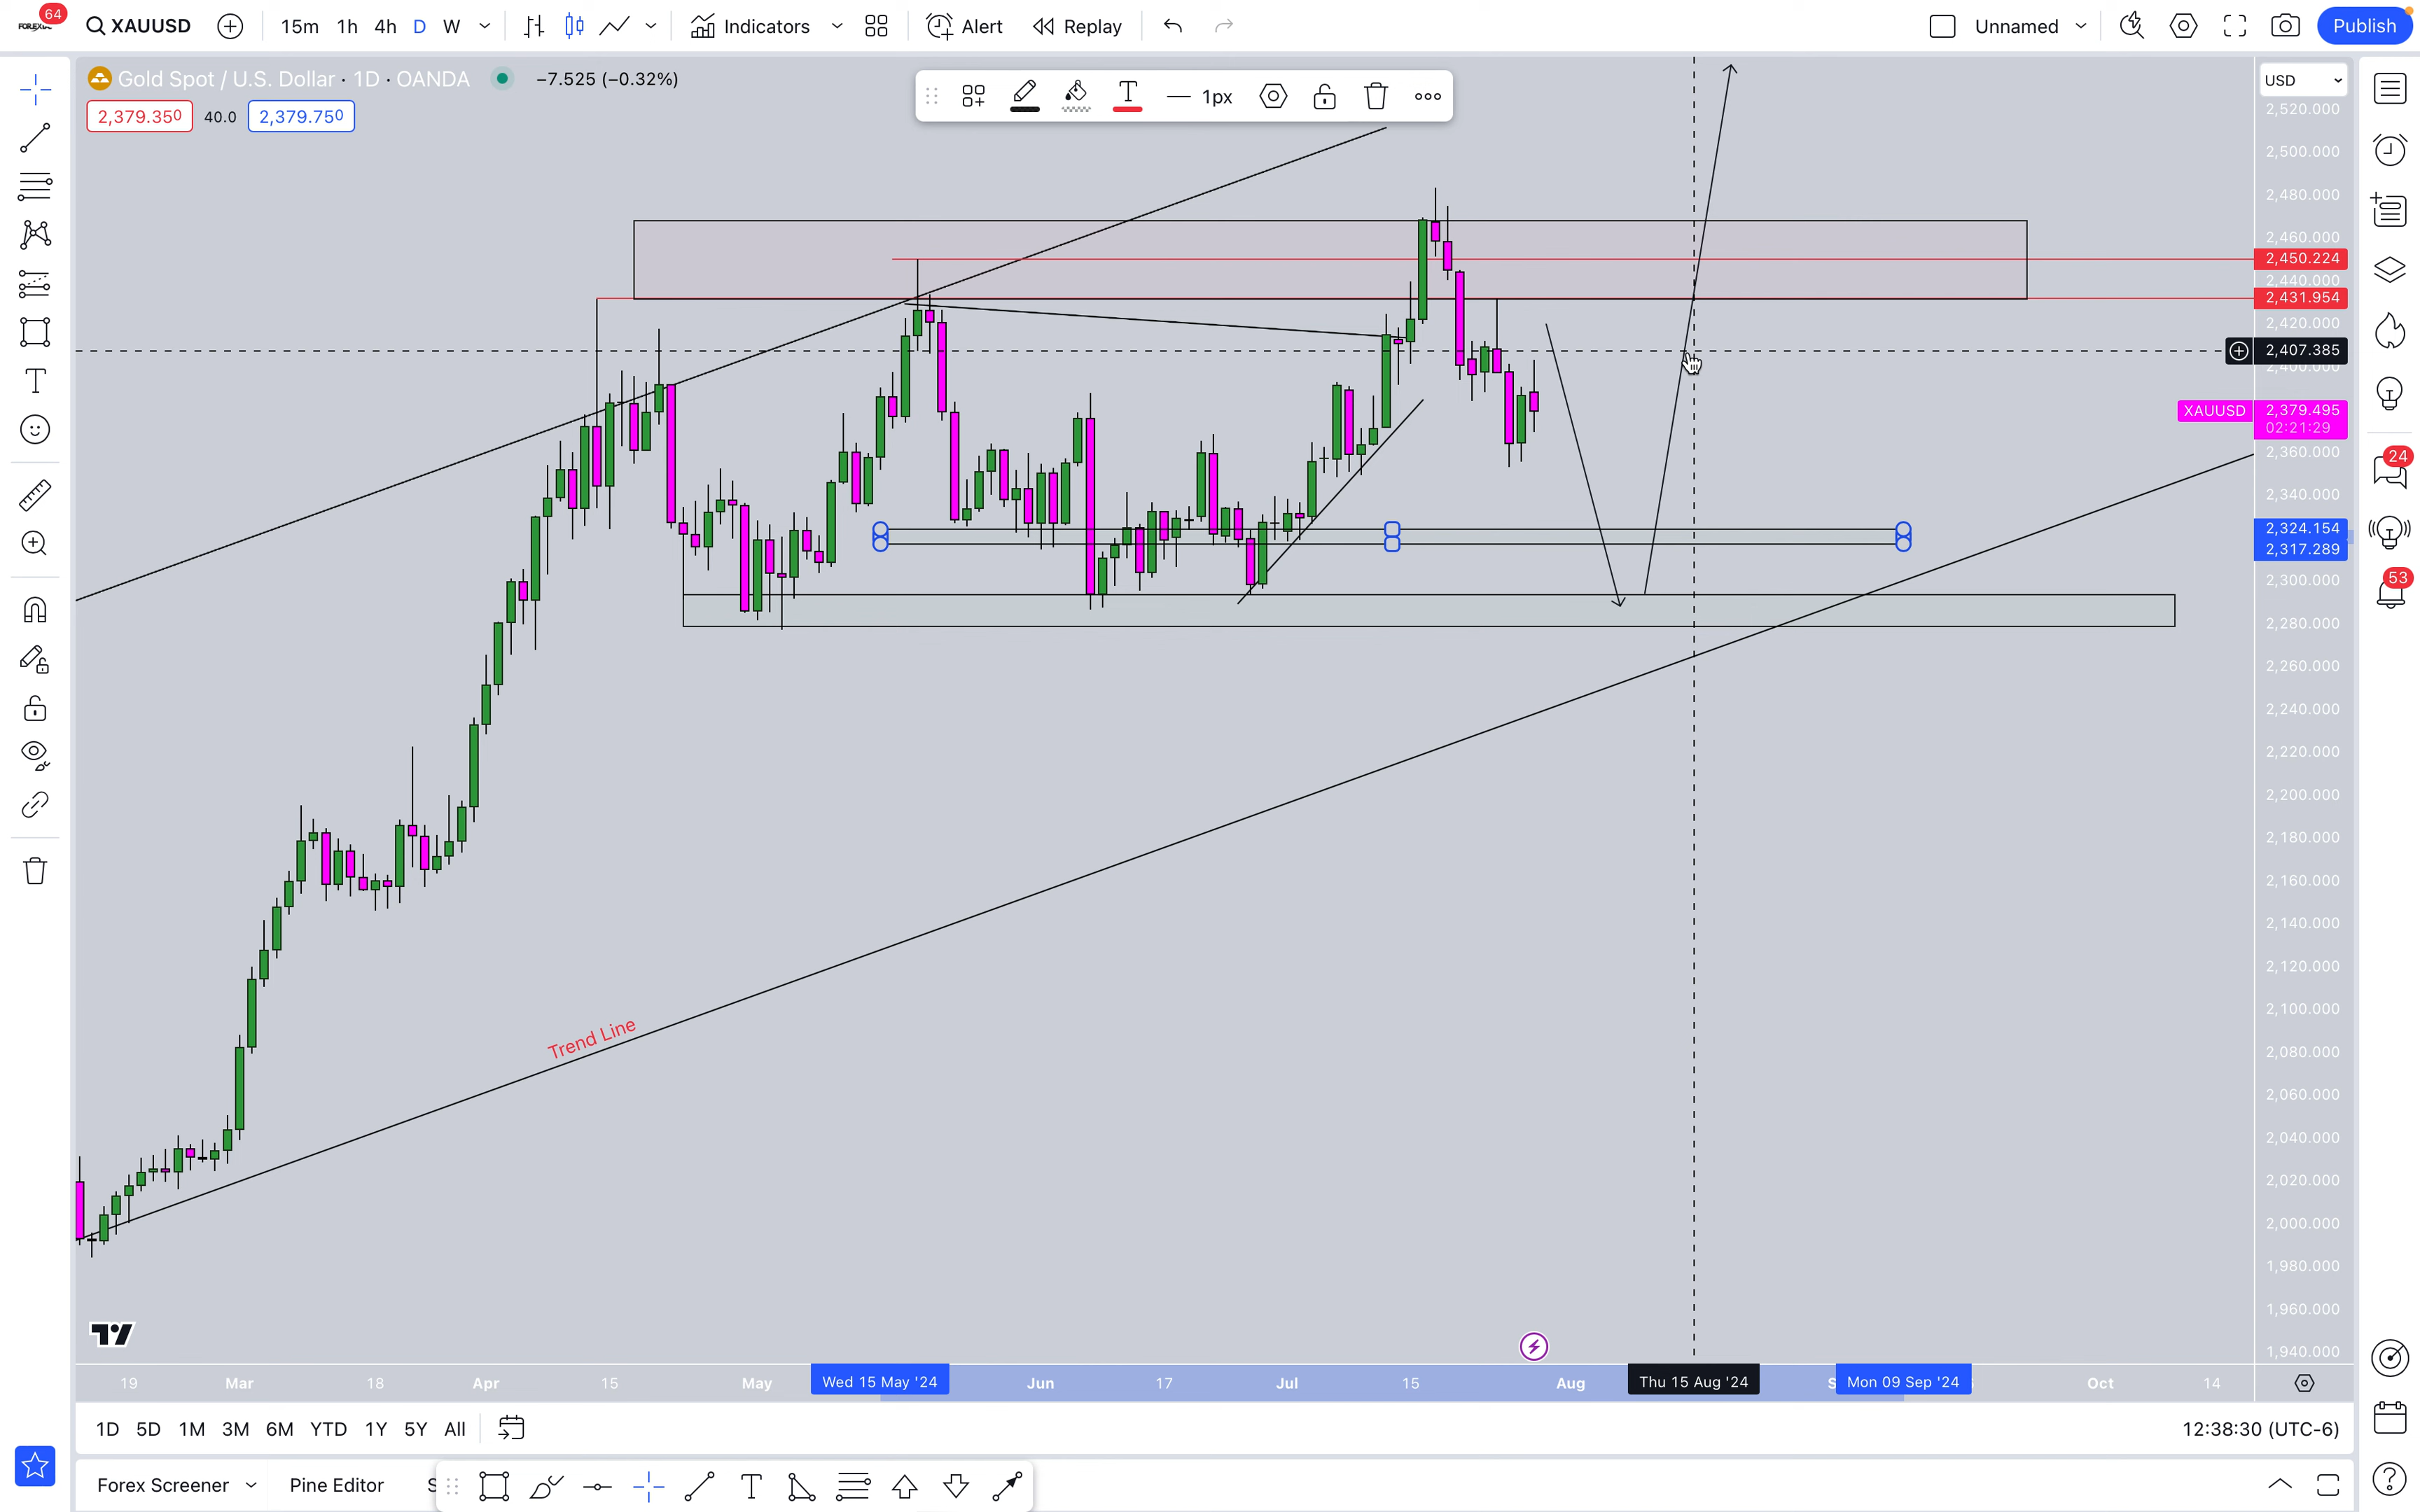 64
XAUUSD
15m 1h 4h D W
Indicators
Alert
Replay
Unnamed
Publish
Gold Spot / U.S. Dollar · 1D · OANDA −7.525 (−0.32%)
2,379.350 40.0 2,379.750
1px
USD
2,520.000
2,500.000
2,480.000
2,460.000
2,450.224
2,440.000
2,431.954
2,420.000
2,407.385
2,400.000
XAUUSD 2,379.495
02:21:29
2,360.000
2,340.000
2,324.154
2,317.289
2,300.000
2,280.000
2,260.000
2,240.000
2,220.000
2,200.000
2,180.000
2,160.000
2,140.000
2,120.000
2,100.000
2,080.000
2,060.000
2,040.000
2,020.000
2,000.000
1,980.000
1,960.000
1,940.000
24
53
Trend Line
19 Mar 18 Apr 15 May Wed 15 May '24 Jun 17 Jul 15 Aug Thu 15 Aug '24 Mon 09 Sep '24 Oct 14
1D 5D 1M 3M 6M YTD 1Y 5Y All
12:38:30 (UTC-6)
Forex Screener Pine Editor